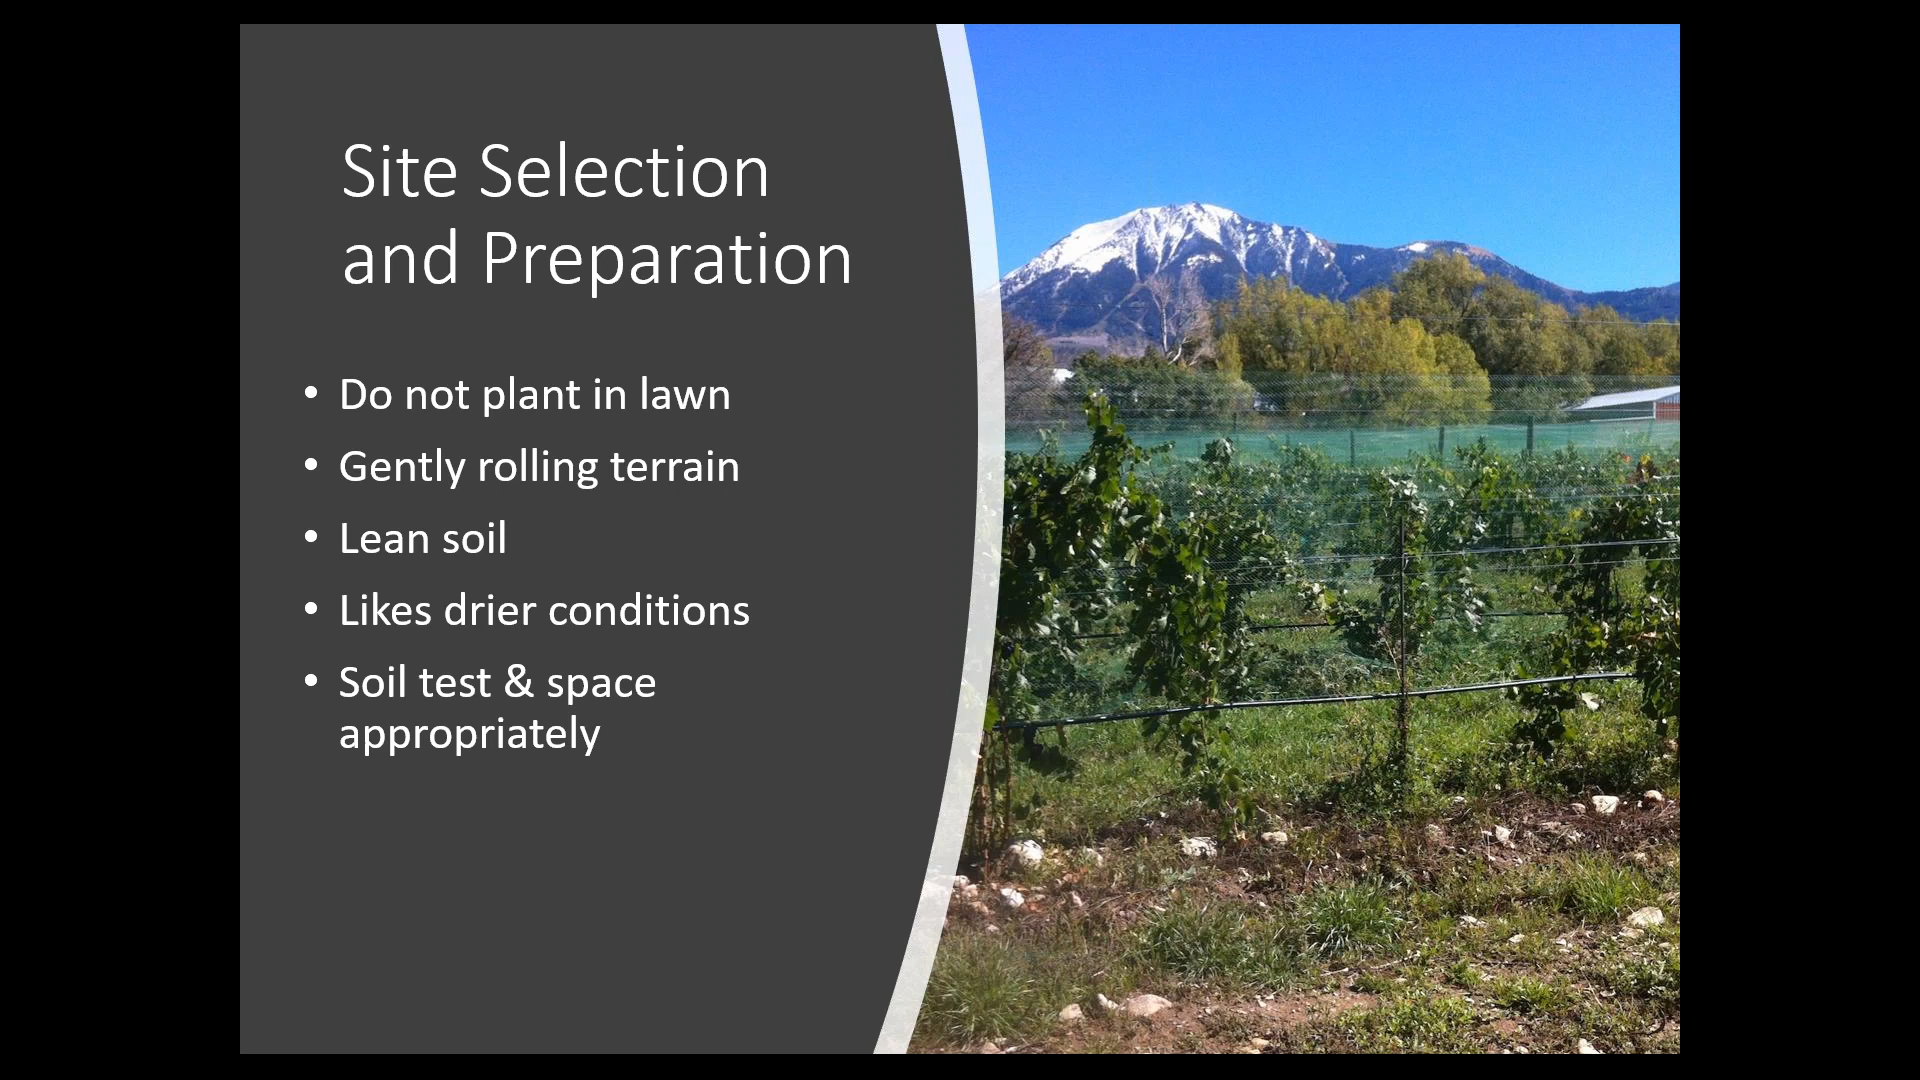 Site Selection
and Preparation
• Do not plant in lawn
• Gently rolling terrain
• Lean soil
• Likes drier conditions
• Soil test & space
appropriately